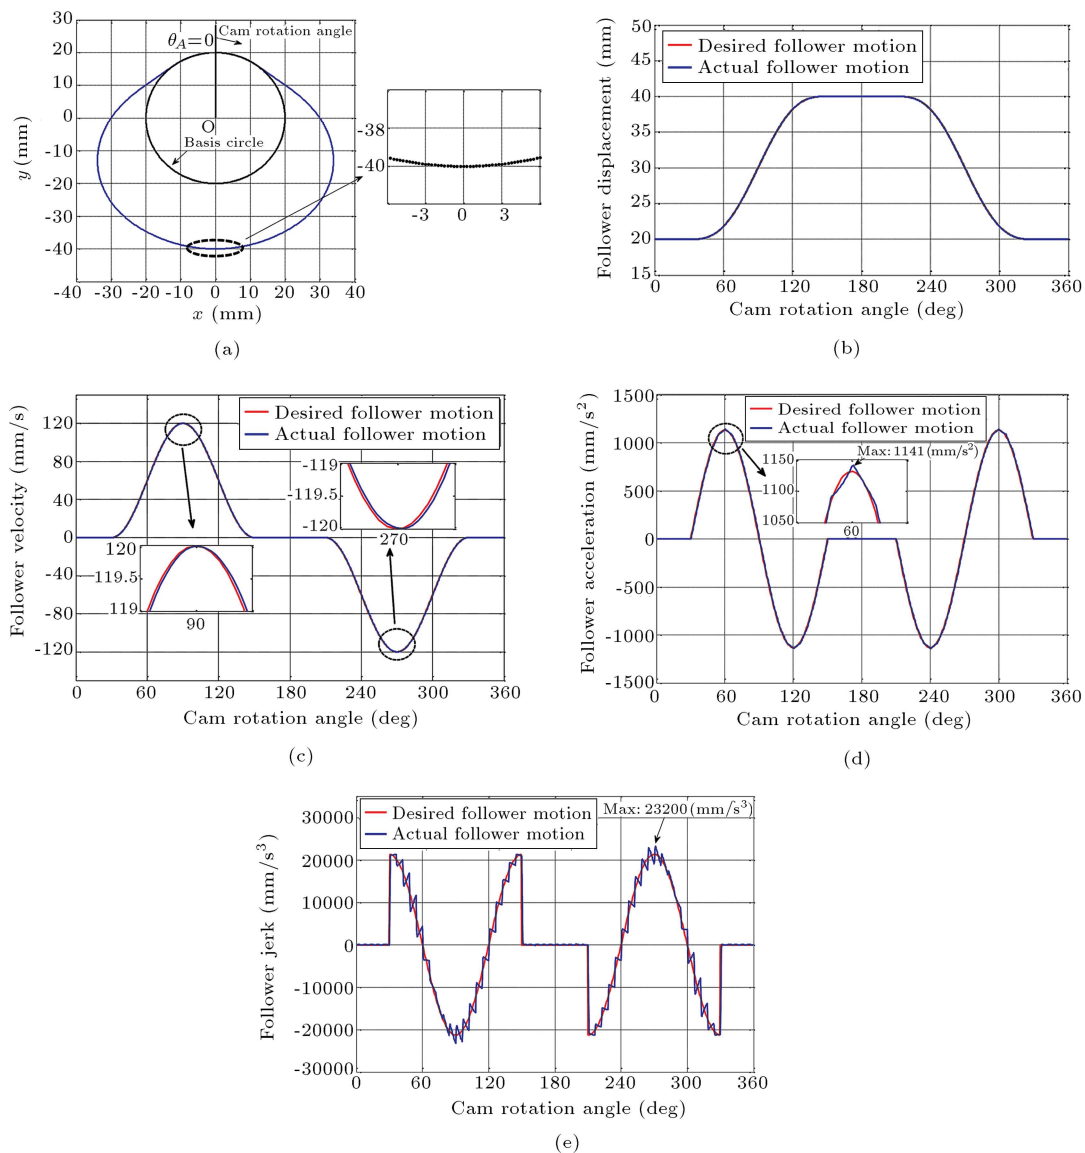 30
20
10
0
-10
-20
-30
-40
y (mm)
θ_A=0
Cam rotation angle
O
Basis circle
-40 -30 -20 -10 0 10 20 30 40
x (mm)
-38
-40
-3 0 3
(a)
50
45
40
35
30
25
20
15
Follower displacement (mm)
Desired follower motion
Actual follower motion
0 60 120 180 240 300 360
Cam rotation angle (deg)
(b)
120
80
40
0
-40
-80
-120
Follower velocity (mm/s)
Desired follower motion
Actual follower motion
-119
-119.5
-120
270
120
119.5
119
90
0 60 120 180 240 300 360
Cam rotation angle (deg)
(c)
1500
1000
500
0
-500
-1000
-1500
Follower acceleration (mm/s²)
Desired follower motion
Actual follower motion
Max: 1141 (mm/s²)
1150
1100
1050
60
0 60 120 180 240 300 360
Cam rotation angle (deg)
(d)
30000
20000
10000
0
-10000
-20000
-30000
Follower jerk (mm/s³)
Desired follower motion
Actual follower motion
Max: 23200 (mm/s³)
0 60 120 180 240 300 360
Cam rotation angle (deg)
(e)